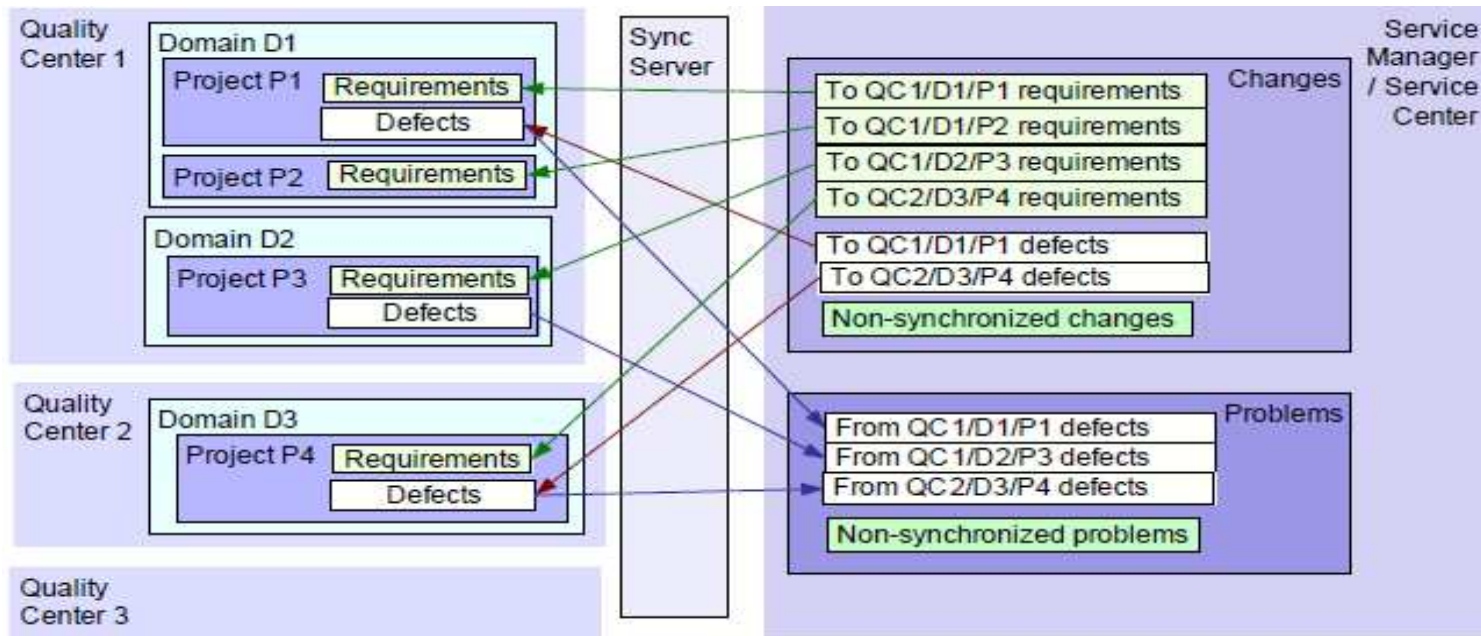 Quality
Center 1
Domain D1
Project P1
Requirements
Defects
Project P2
Requirements
Domain D2
Project P3
Requirements
Defects
Quality
Center 2
Domain D3
Project P4
Requirements
Defects
Quality
Center 3
Sync
Server
Service
Manager
/ Service
Center
Changes
To QC1/D1/P1 requirements
To QC1/D1/P2 requirements
To QC1/D2/P3 requirements
To QC2/D3/P4 requirements
To QC1/D1/P1 defects
To QC2/D3/P4 defects
Non-synchronized changes
Problems
From QC1/D1/P1 defects
From QC1/D2/P3 defects
From QC2/D3/P4 defects
Non-synchronized problems